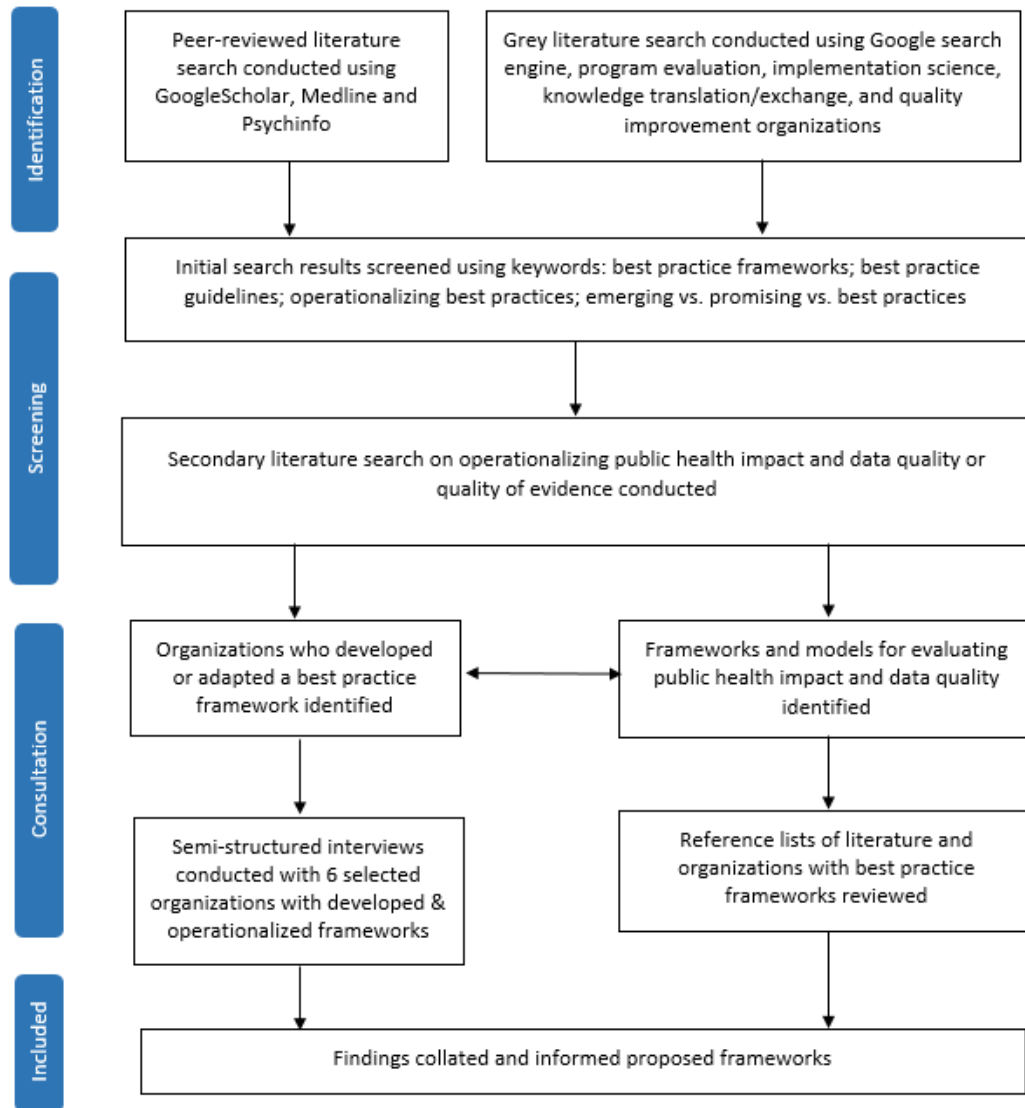 Identification
Peer-reviewed literature
search conducted using
GoogleScholar, Medline and
Psychinfo
Grey literature search conducted using Google search
engine, program evaluation, implementation science,
knowledge translation/exchange, and quality
improvement organizations
Screening
Initial search results screened using keywords: best practice frameworks; best practice
guidelines; operationalizing best practices; emerging vs. promising vs. best practices
Secondary literature search on operationalizing public health impact and data quality or
quality of evidence conducted
Consultation
Organizations who developed
or adapted a best practice
framework identified
Frameworks and models for evaluating
public health impact and data quality
identified
Semi-structured interviews
conducted with 6 selected
organizations with developed &
operationalized frameworks
Reference lists of literature and
organizations with best practice
frameworks reviewed
Included
Findings collated and informed proposed frameworks